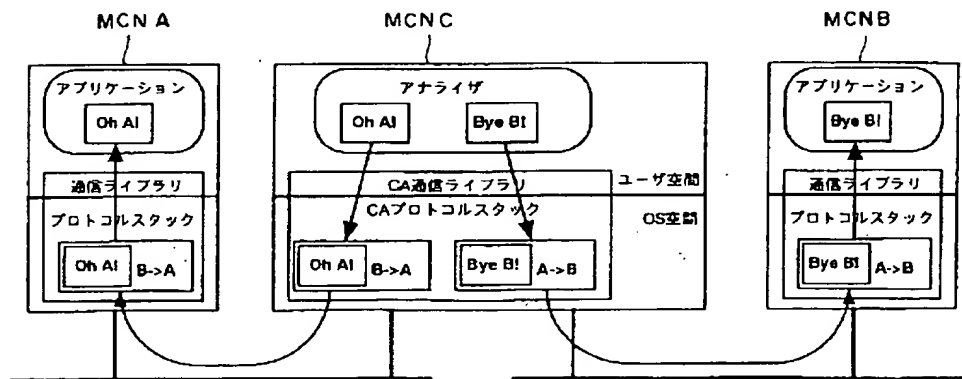 MCN A
MCN C
MCN B
アプリケーション
アナライザ
アプリケーション
Oh A!
Oh A!
Bye B!
Bye B!
通信ライブラリ
CA通信ライブラリ
ユーザ空間
通信ライブラリ
プロトコルスタック
CAプロトコルスタック
OS空間
プロトコルスタック
Oh A!
B->A
Oh A!
B->A
Bye B!
A->B
Bye B!
A->B